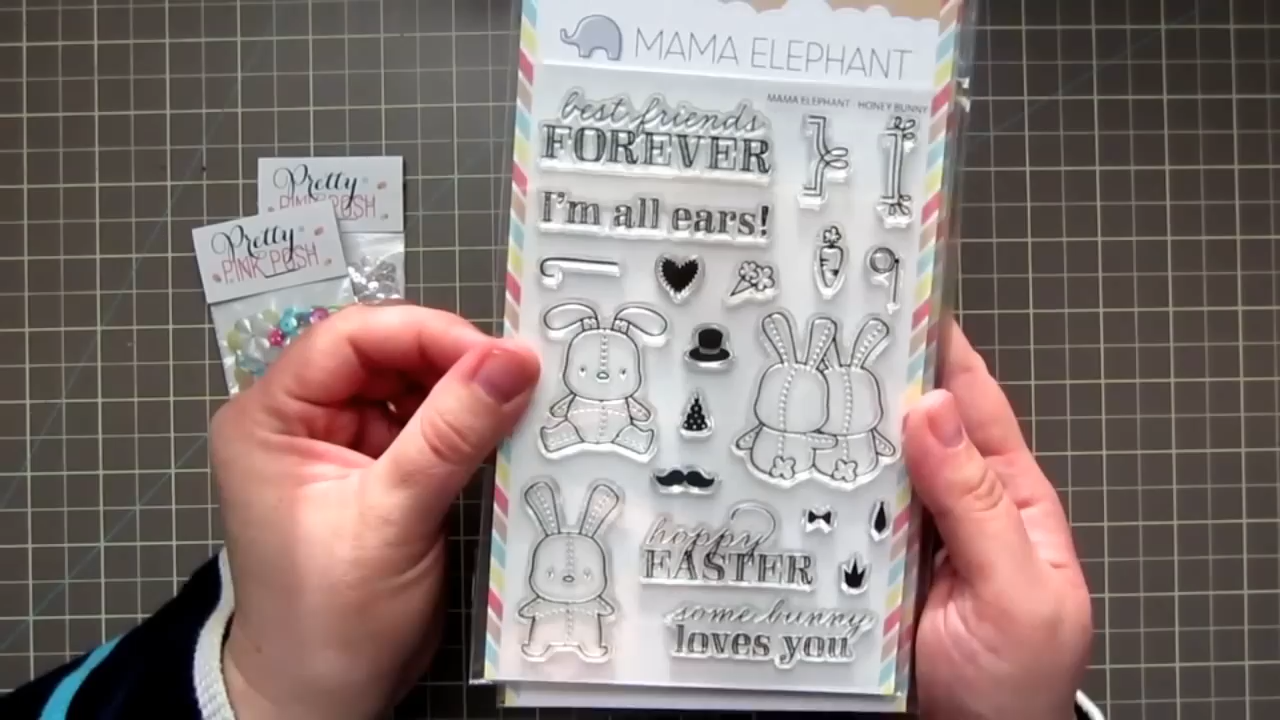 MAMA ELEPHANT
MAMA ELEPHANT · HONEY BUNNY
best friends
FOREVER
I'm all ears!
hoppy
EASTER
some bunny
loves you
Pretty
PINK POSH
Pretty
PINK POSH